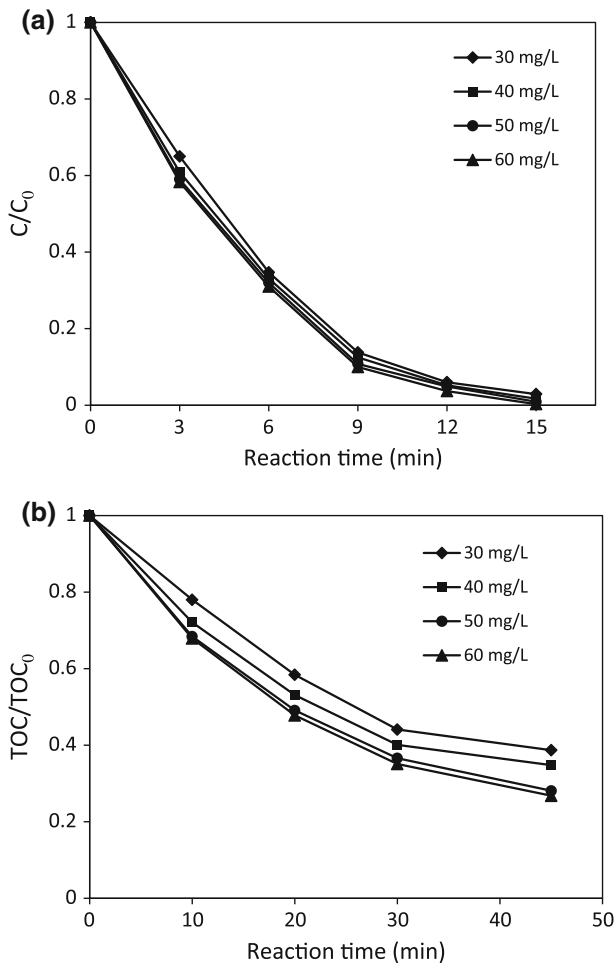 (a)
1
0.8
0.6
0.4
0.2
0
C/C0
30 mg/L
40 mg/L
50 mg/L
60 mg/L
0 3 6 9 12 15
Reaction time (min)
(b)
1
0.8
0.6
0.4
0.2
0
TOC/TOC0
30 mg/L
40 mg/L
50 mg/L
60 mg/L
0 10 20 30 40 50
Reaction time (min)